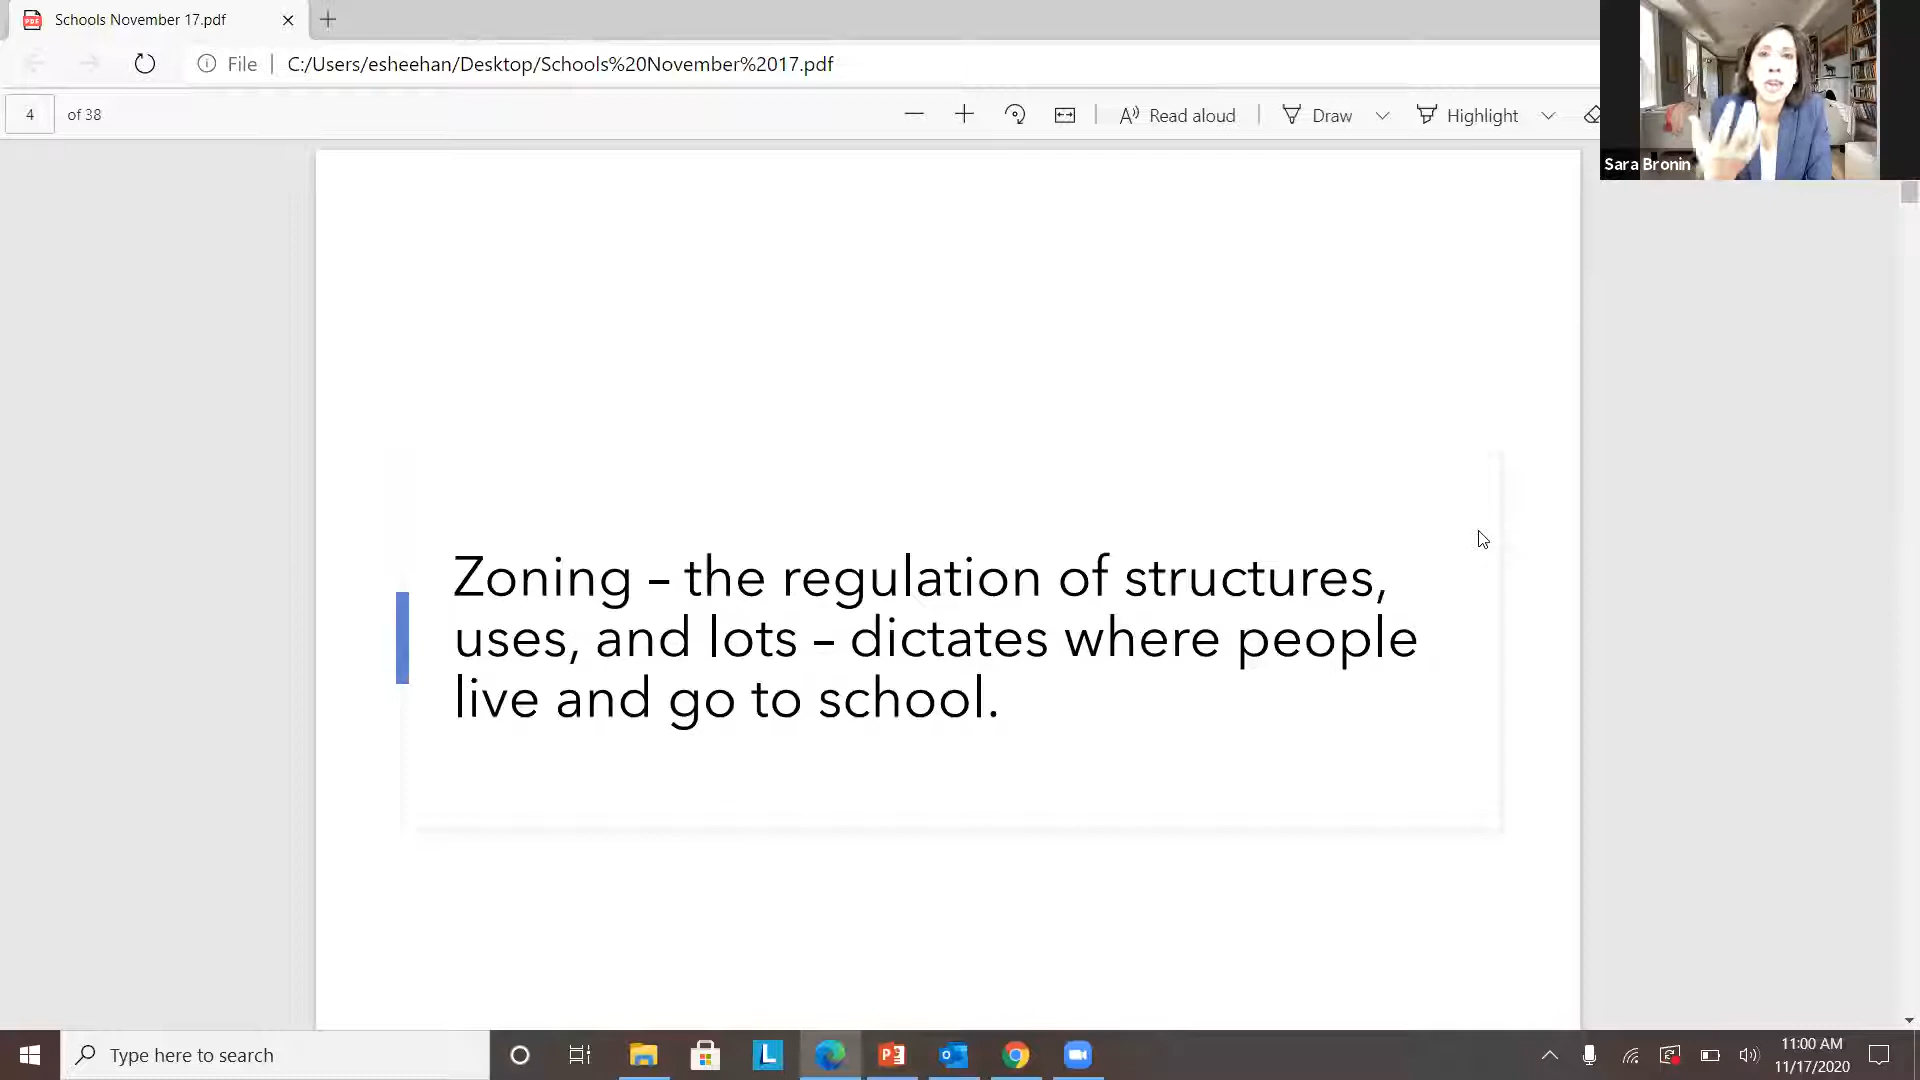 Schools November 17.pdf
File
C:/Users/esheehan/Desktop/Schools%20November%2017.pdf
4 of 38
Read aloud
Draw
Highlight
Sara Bronin
Zoning – the regulation of structures,
uses, and lots – dictates where people
live and go to school.
Type here to search
11:00 AM
11/17/2020